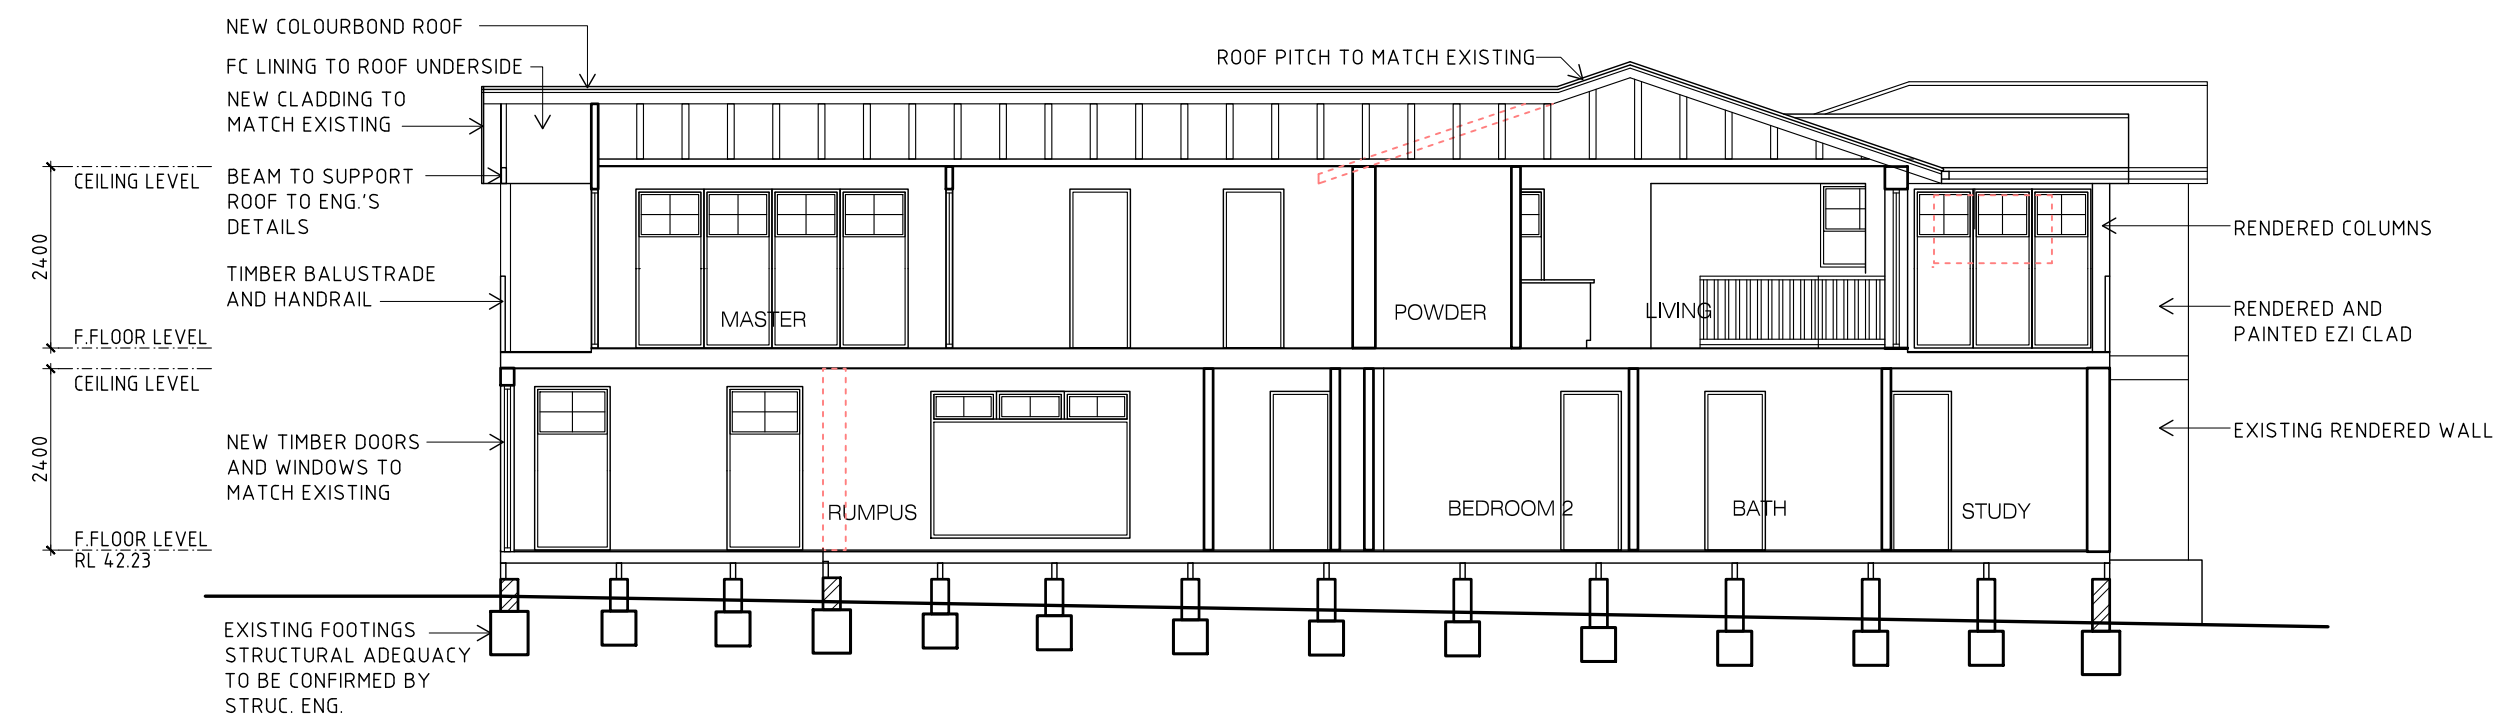 NEW COLOURBOND ROOF
FC LINING TO ROOF UNDERSIDE
NEW CLADDING TO
MATCH EXISTING
ROOF PITCH TO MATCH EXISTING
CEILING LEVEL
BEAM TO SUPPORT
ROOF TO ENG.'S
DETAILS
2400
TIMBER BALUSTRADE
AND HANDRAIL
F.FLOOR LEVEL
MASTER
POWDER
LIVING
RENDERED COLUMNS
RENDERED AND
PAINTED EZI CLAD
CEILING LEVEL
2400
NEW TIMBER DOORS
AND WINDOWS TO
MATCH EXISTING
F.FLOOR LEVEL
RL 42.23
RUMPUS
BEDROOM 2
BATH
STUDY
EXISTING RENDERED WALL
EXISTING FOOTINGS
STRUCTURAL ADEQUACY
TO BE CONFIRMED BY
STRUC. ENG.